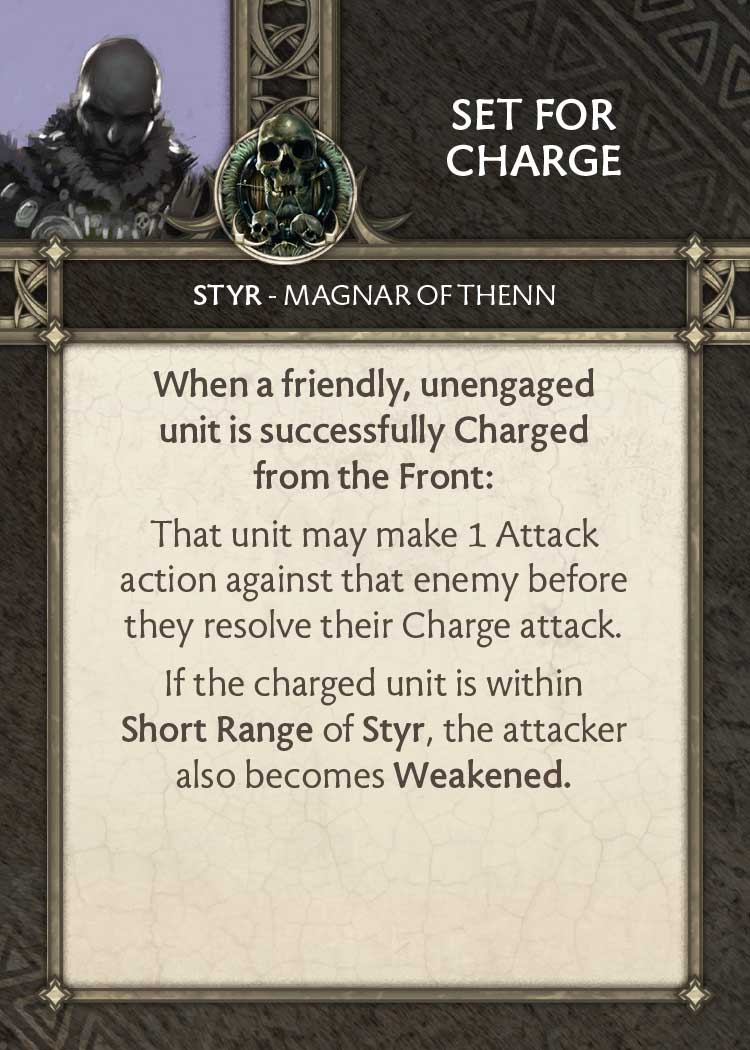 SET FOR
CHARGE
STYR - MAGNAR OF THENN
When a friendly, unengaged
unit is successfully Charged
from the Front:
That unit may make 1 Attack
action against that enemy before
they resolve their Charge attack.
If the charged unit is within
Short Range of Styr, the attacker
also becomes Weakened.